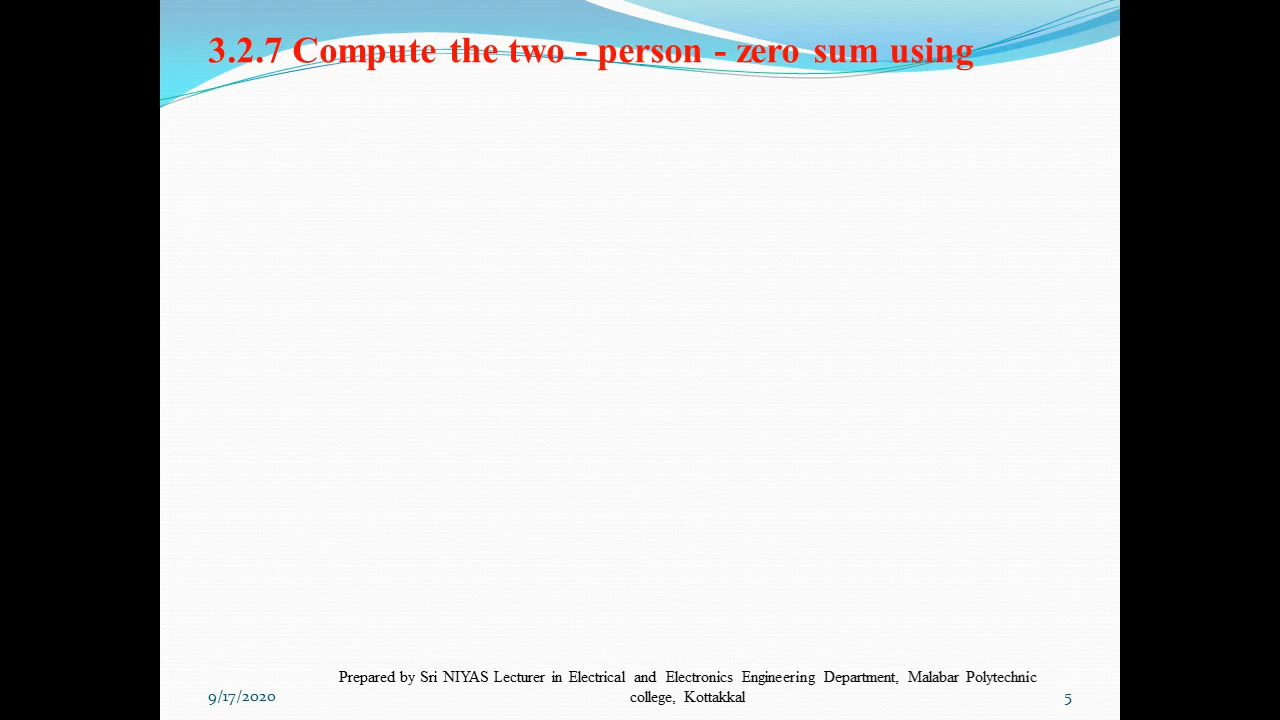 3.2.7 Compute the two - person - zero sum using
Prepared by Sri NIYAS Lecturer in Electrical and Electronics Engineering Department, Malabar Polytechnic
college, Kottakkal
9/17/2020
5